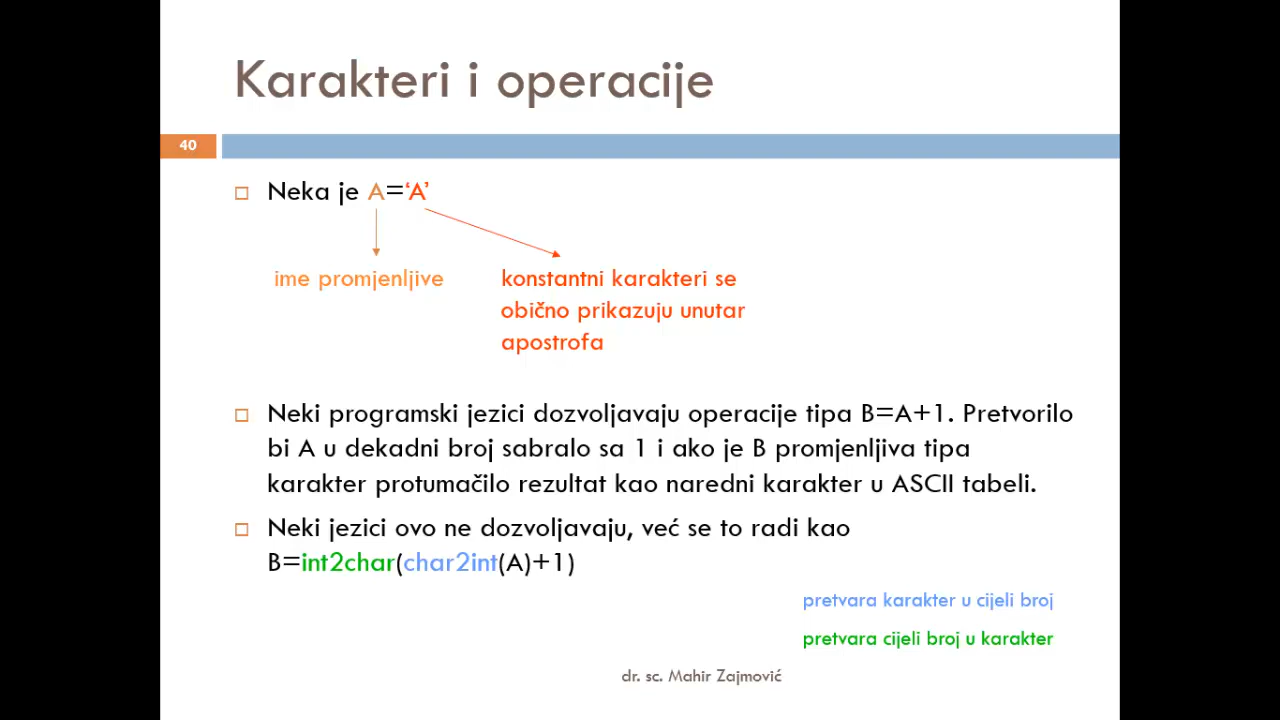 Karakteri i operacije
40
Neka je A=‘A’
ime promjenljive
konstantni karakteri se
obično prikazuju unutar
apostrofa
Neki programski jezici dozvoljavaju operacije tipa B=A+1. Pretvorilo
bi A u dekadni broj sabralo sa 1 i ako je B promjenljiva tipa
karakter protumačilo rezultat kao naredni karakter u ASCII tabeli.
Neki jezici ovo ne dozvoljavaju, već se to radi kao
B=int2char(char2int(A)+1)
pretvara karakter u cijeli broj
pretvara cijeli broj u karakter
dr. sc. Mahir Zajmović